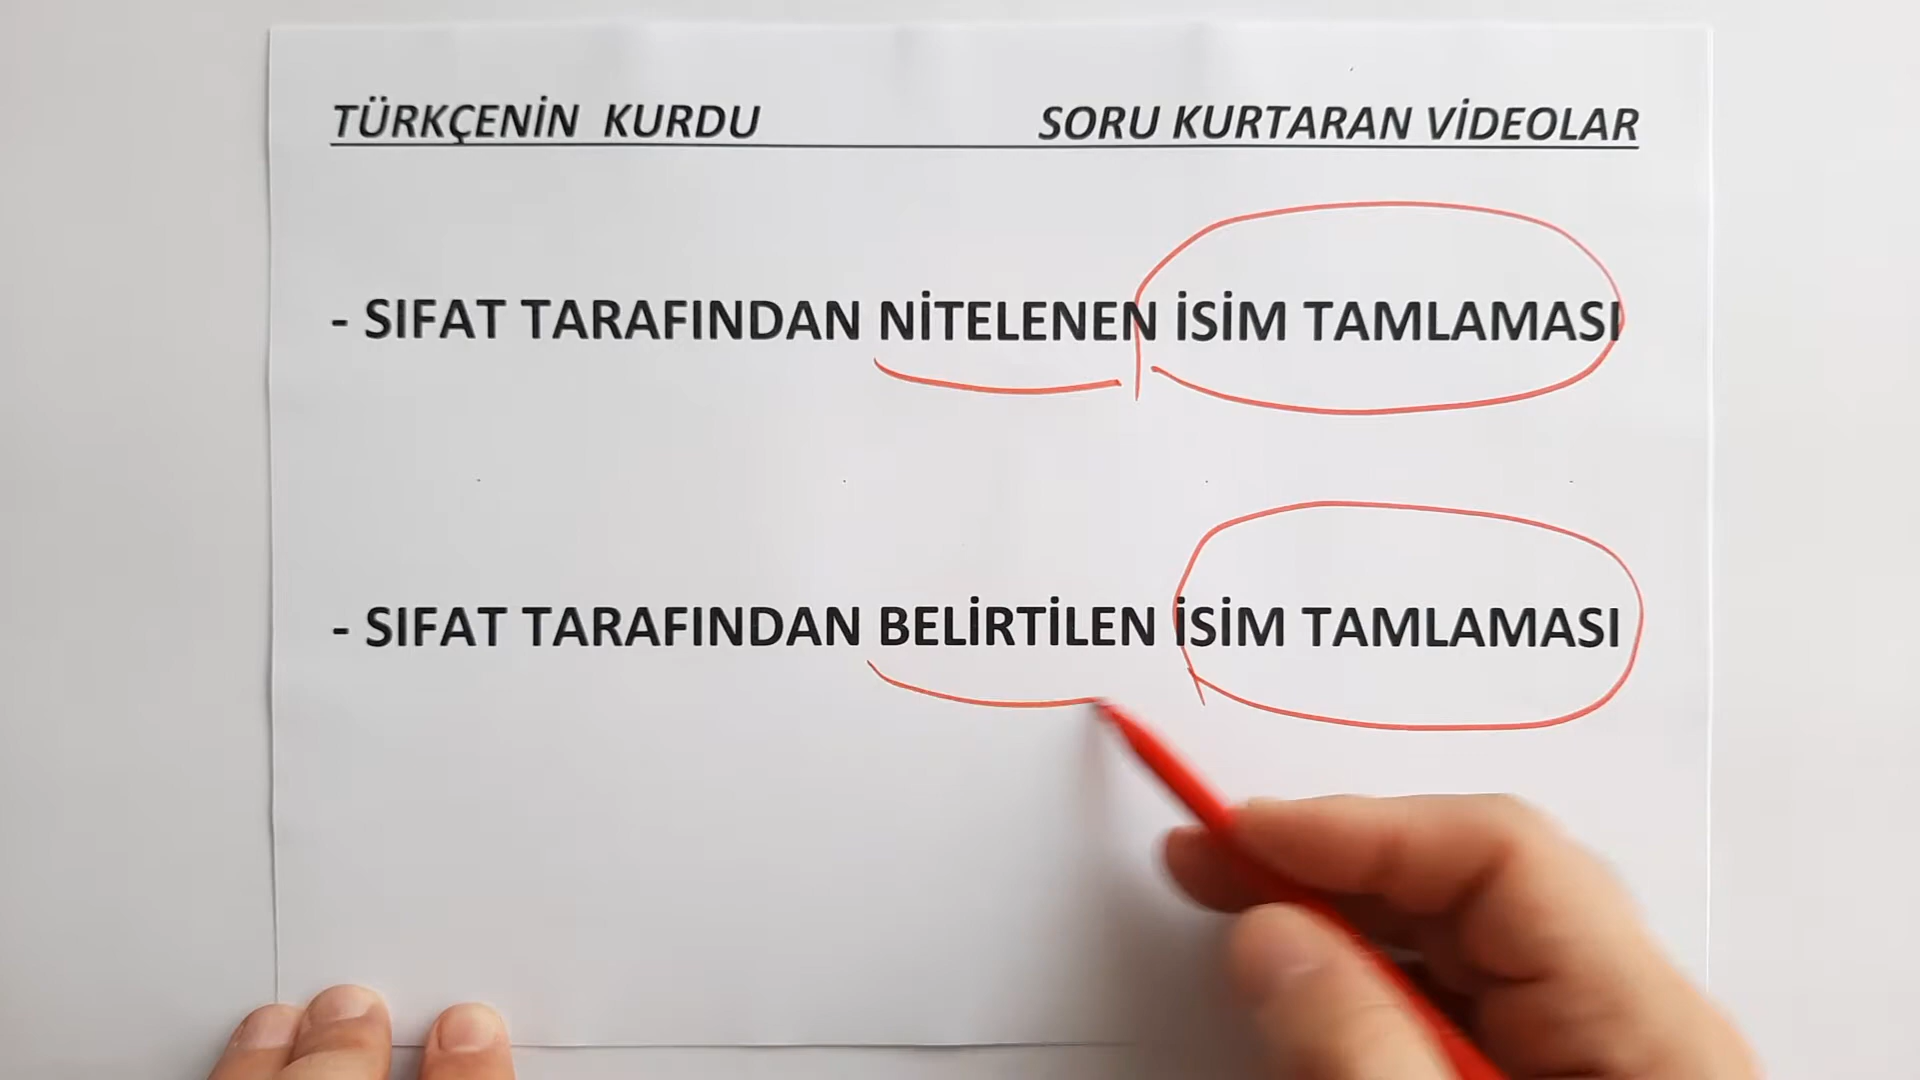 TÜRKÇENİN KURDU SORU KURTARAN VİDEOLAR
- SIFAT TARAFINDAN NİTELENEN İSİM TAMLAMASI
- SIFAT TARAFINDAN BELİRTİLEN İSİM TAMLAMASI